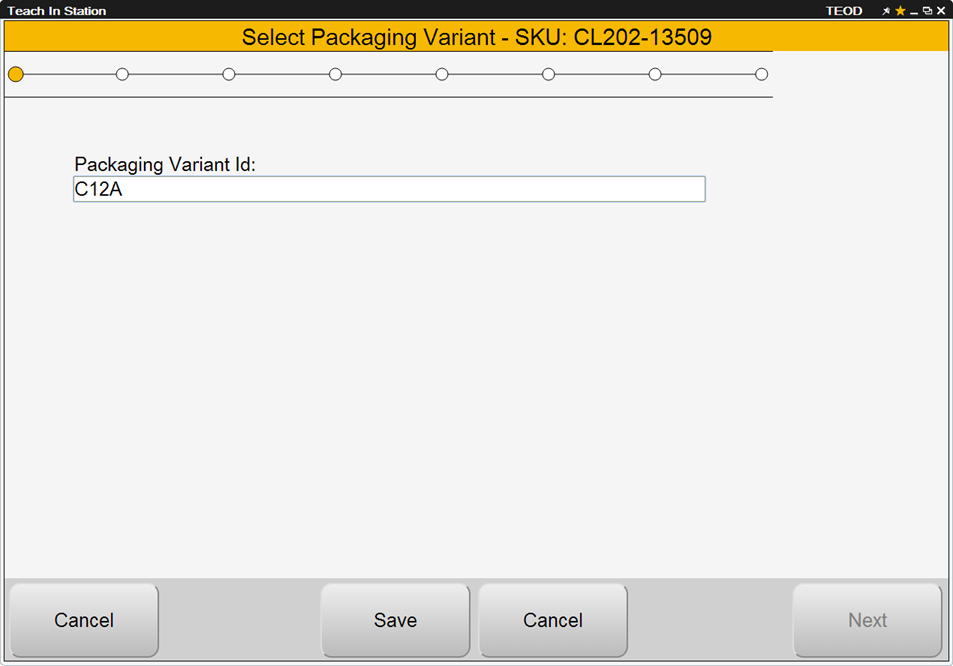 Teach In Station TEOD
Select Packaging Variant - SKU: CL202-13509
Packaging Variant Id:
C12A
Cancel Save Cancel Next